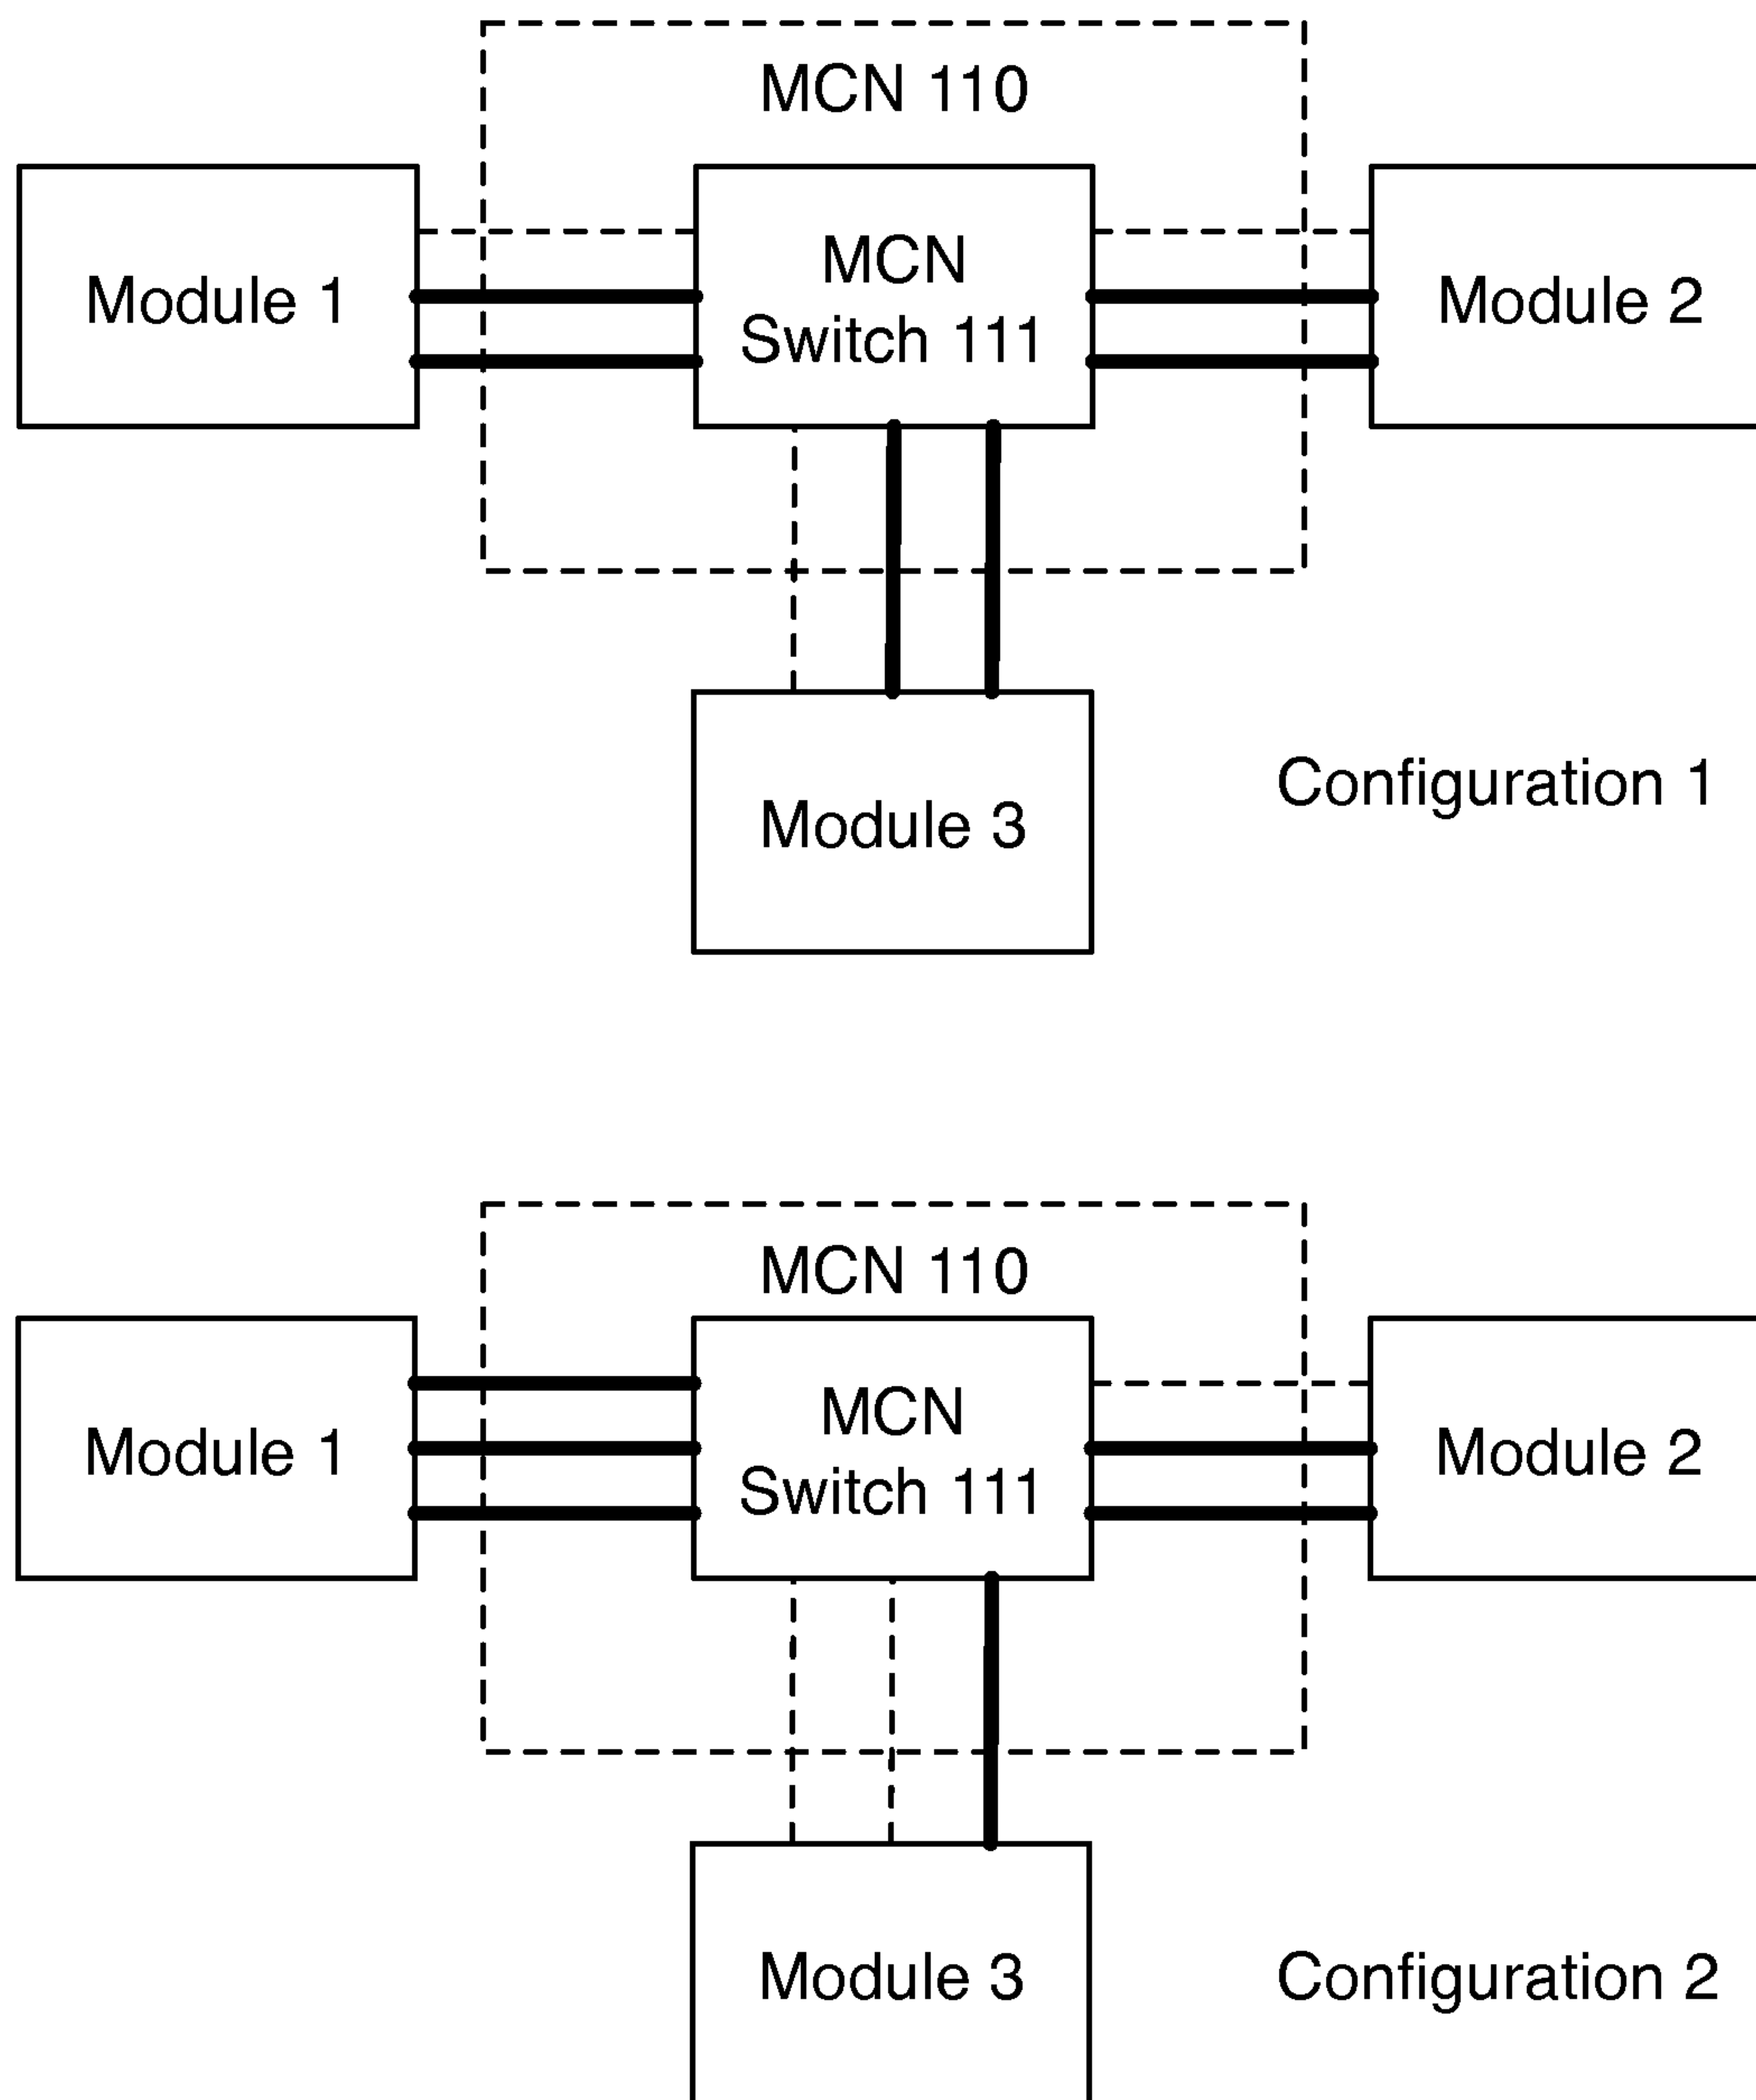 MCN 110
Module 1
MCN
Switch 111
Module 2
Module 3
Configuration 1
MCN 110
Module 1
MCN
Switch 111
Module 2
Module 3
Configuration 2